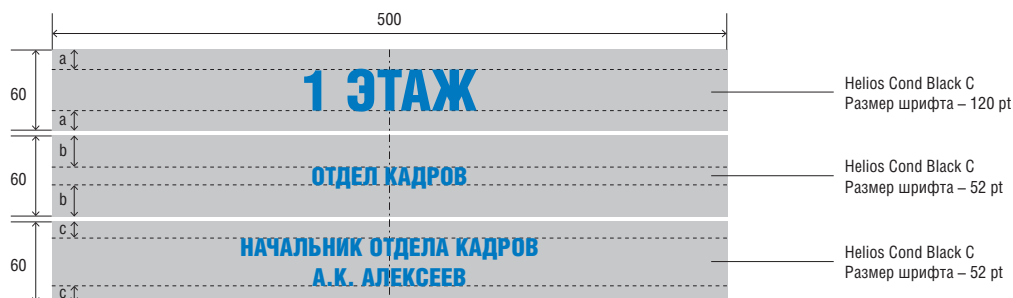 500
60
a
1 ЭТАЖ
a
Helios Cond Black C
Размер шрифта – 120 pt
60
b
ОТДЕЛ КАДРОВ
b
Helios Cond Black C
Размер шрифта – 52 pt
60
c
НАЧАЛЬНИК ОТДЕЛА КАДРОВ
А.К. АЛЕКСЕЕВ
c
Helios Cond Black C
Размер шрифта – 52 pt